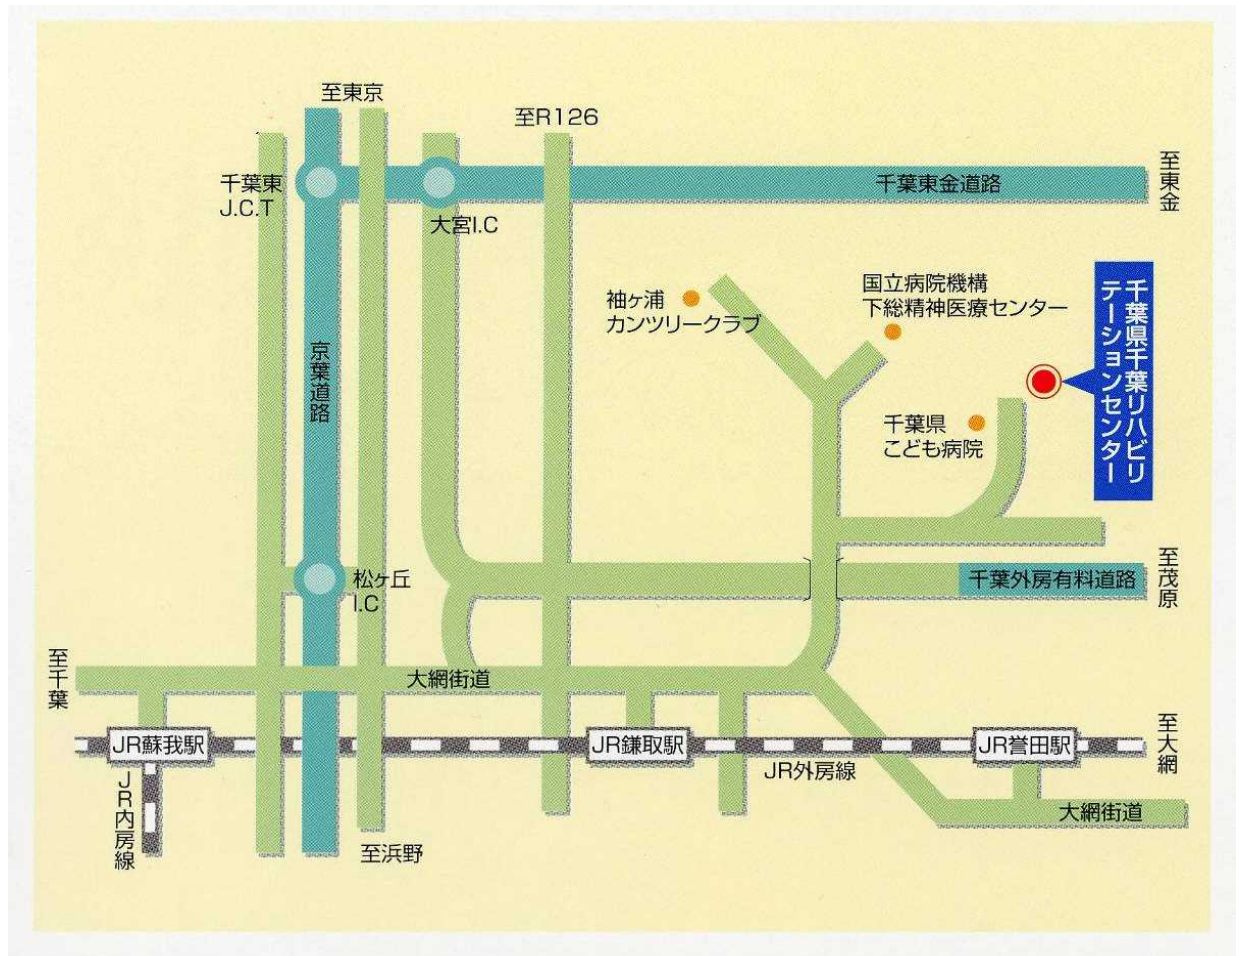 至東京
至R126
千葉東
J.C.T
大宮I.C
千葉東金道路
至東金
袖ヶ浦
カンツリークラブ
国立病院機構
下総精神医療センター
千葉県千葉リハビリ
テーションセンター
京葉道路
千葉県
こども病院
松ヶ丘
I.C
千葉外房有料道路
至茂原
至千葉
大網街道
JR蘇我駅
JR鎌取駅
JR誉田駅
至大網
JR外房線
JR内房線
大網街道
至浜野